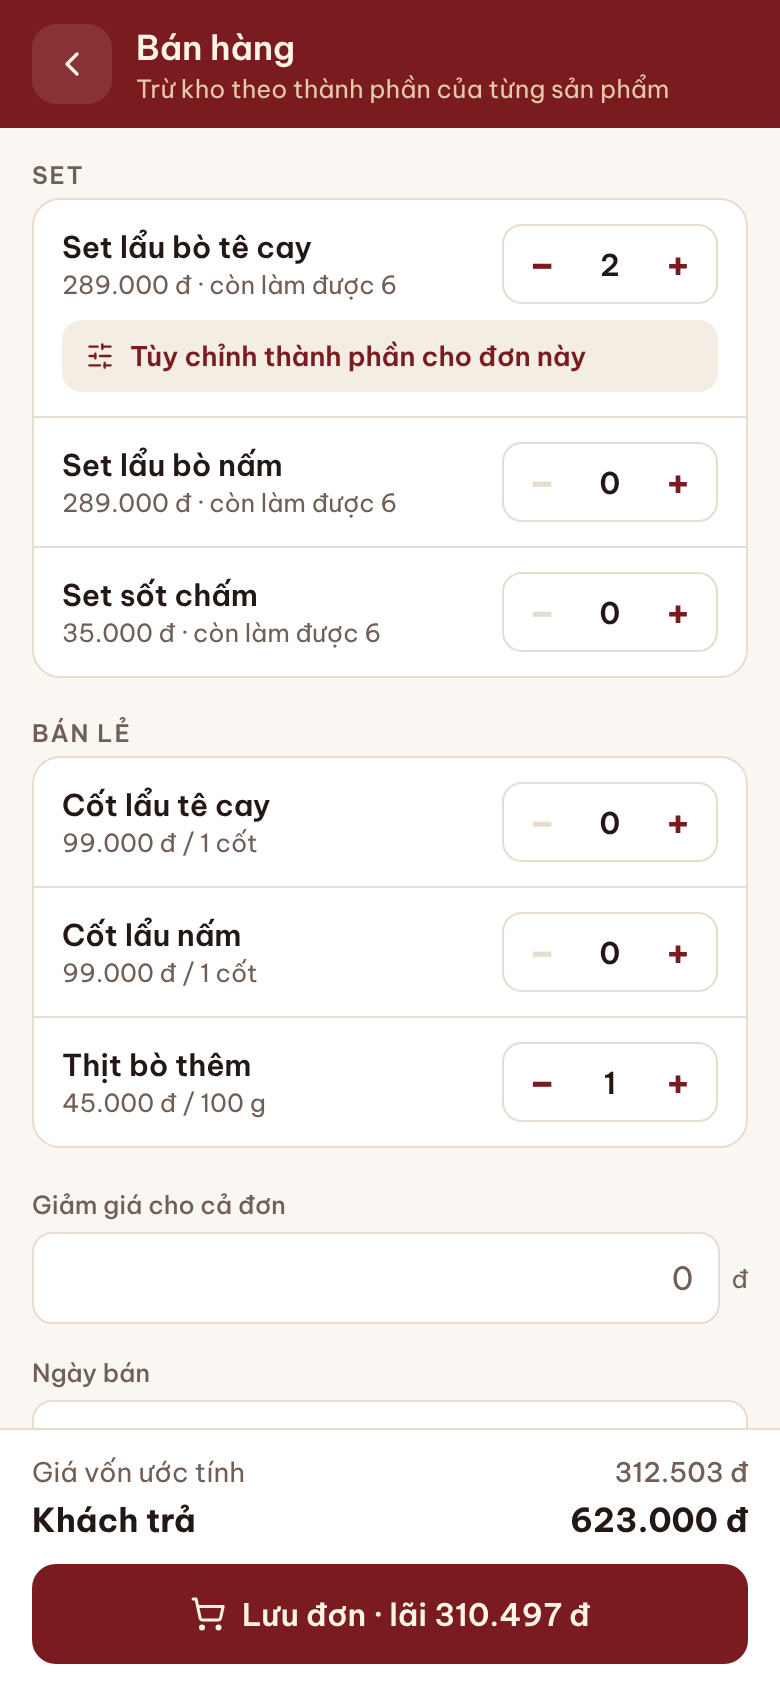 Bán hàng
Trừ kho theo thành phần của từng sản phẩm
SET
Set lẩu bò tê cay
289.000 đ · còn làm được 6
− 2 +
Tùy chỉnh thành phần cho đơn này
Set lẩu bò nấm
289.000 đ · còn làm được 6
− 0 +
Set sốt chấm
35.000 đ · còn làm được 6
− 0 +
BÁN LẺ
Cốt lẩu tê cay
99.000 đ / 1 cốt
− 0 +
Cốt lẩu nấm
99.000 đ / 1 cốt
− 0 +
Thịt bò thêm
45.000 đ / 100 g
− 1 +
Giảm giá cho cả đơn
0 đ
Ngày bán
Giá vốn ước tính 312.503 đ
Khách trả 623.000 đ
Lưu đơn · lãi 310.497 đ